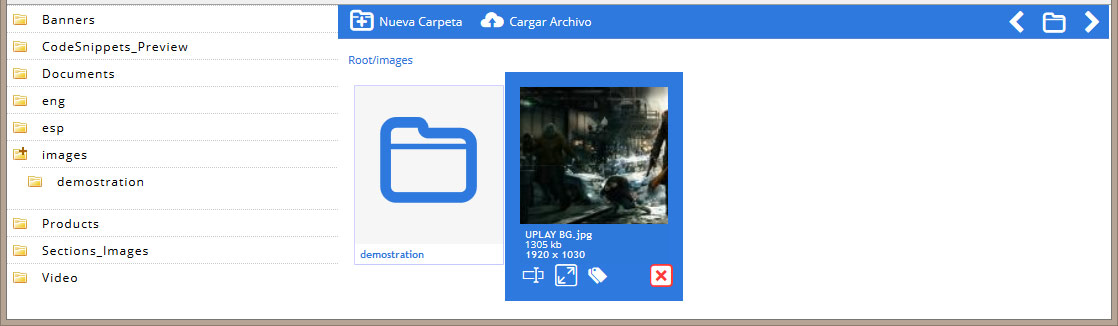 Banners
CodeSnippets_Preview
Documents
eng
esp
images
demostration
Products
Sections_Images
Video
Nueva Carpeta
Cargar Archivo
Root/images
demostration
UPLAY BG.jpg
1305 kb
1920 x 1030